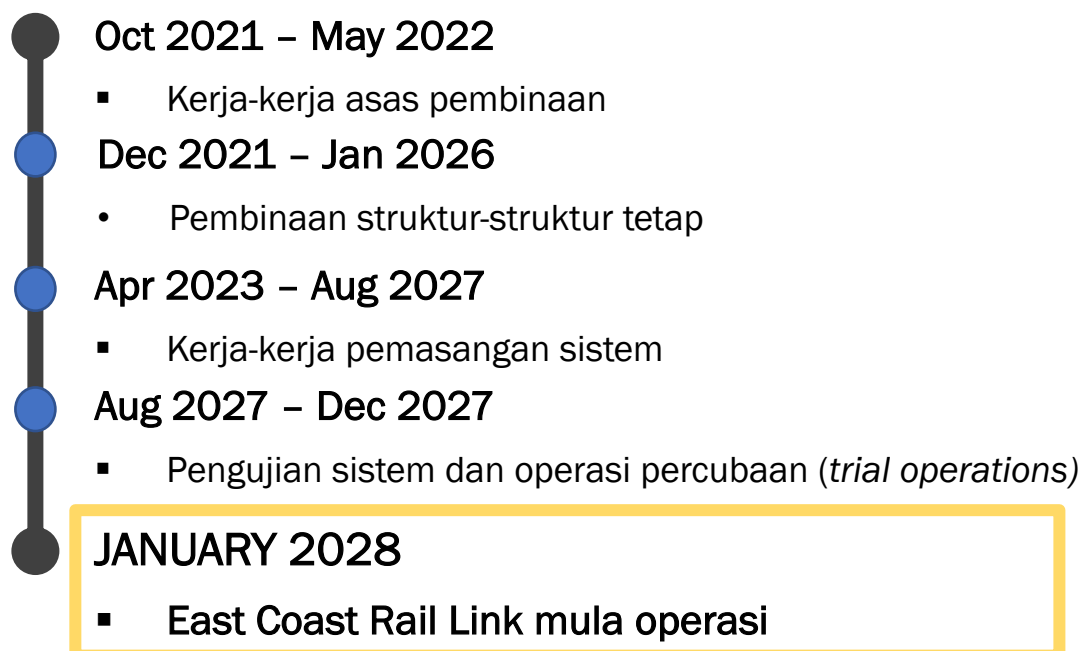 Oct 2021 – May 2022
▪ Kerja-kerja asas pembinaan
Dec 2021 – Jan 2026
• Pembinaan struktur-struktur tetap
Apr 2023 – Aug 2027
▪ Kerja-kerja pemasangan sistem
Aug 2027 – Dec 2027
▪ Pengujian sistem dan operasi percubaan (trial operations)
JANUARY 2028
▪ East Coast Rail Link mula operasi